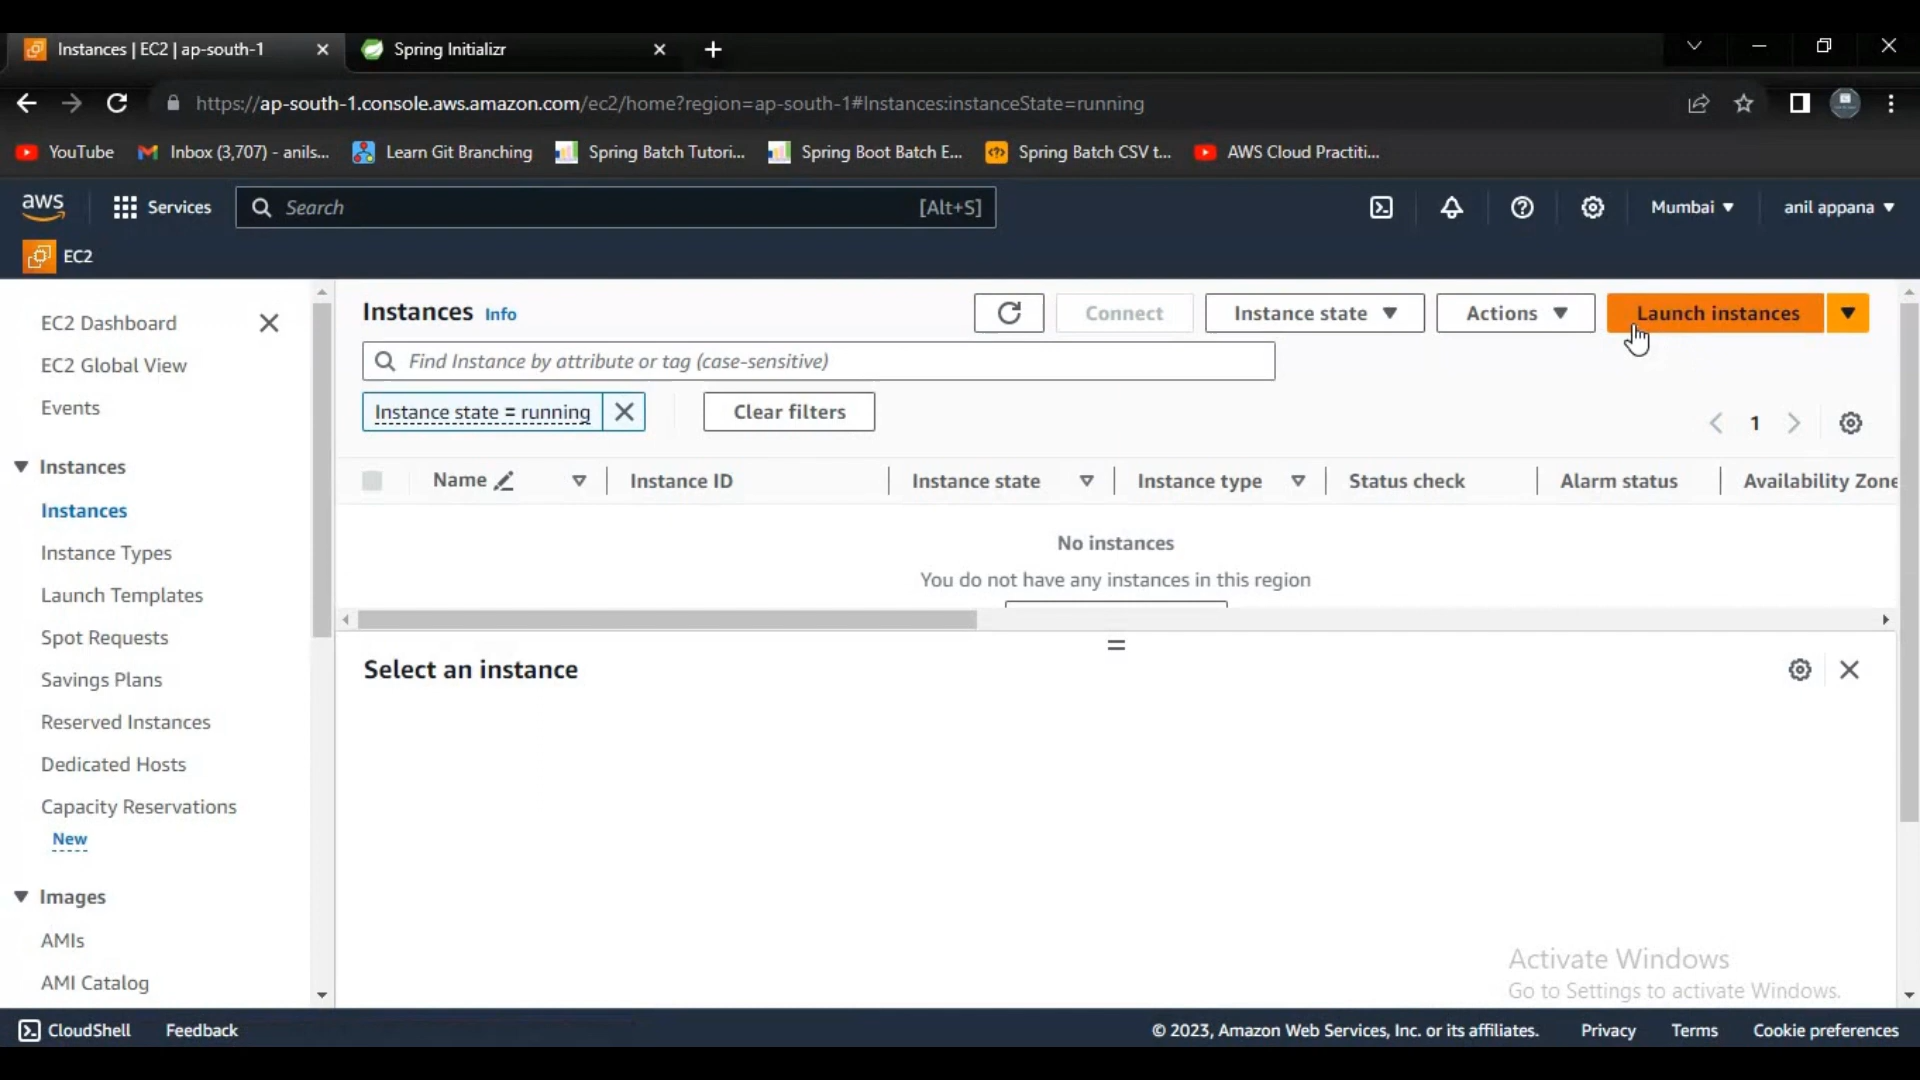 Instances | EC2 | ap-south-1
Spring Initializr
https://ap-south-1.console.aws.amazon.com/ec2/home?region=ap-south-1#Instances:instanceState=running
YouTube
Inbox (3,707) - anils...
Learn Git Branching
Spring Batch Tutori...
Spring Boot Batch E...
Spring Batch CSV t...
AWS Cloud Practiti...
aws
Services
Search
[Alt+S]
Mumbai
anil appana
EC2
EC2 Dashboard
EC2 Global View
Events
Instances
Instances
Instance Types
Launch Templates
Spot Requests
Savings Plans
Reserved Instances
Dedicated Hosts
Capacity Reservations
New
Images
AMIs
AMI Catalog
Instances Info
Connect
Instance state
Actions
Launch instances
Find Instance by attribute or tag (case-sensitive)
Instance state = running
Clear filters
1
Name
Instance ID
Instance state
Instance type
Status check
Alarm status
Availability Zone
No instances
You do not have any instances in this region
Select an instance
Activate Windows
Go to Settings to activate Windows.
CloudShell
Feedback
© 2023, Amazon Web Services, Inc. or its affiliates.
Privacy
Terms
Cookie preferences